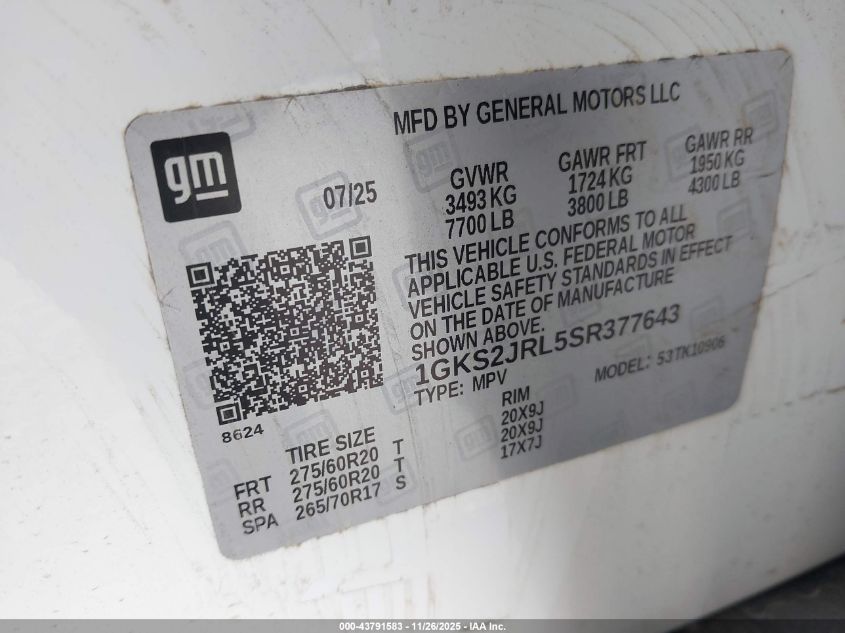 MFD BY GENERAL MOTORS LLC
gm
07/25
GVWR
3493 KG
7700 LB
GAWR FRT
1724 KG
3800 LB
GAWR RR
1950 KG
4300 LB
THIS VEHICLE CONFORMS TO ALL
APPLICABLE U.S. FEDERAL MOTOR
VEHICLE SAFETY STANDARDS IN EFFECT
ON THE DATE OF MANUFACTURE
SHOWN ABOVE.
1GKS2JRL5SR377643
TYPE: MPV
MODEL: 53TK10906
8624
TIRE SIZE
RIM
FRT 275/60R20 T 20X9J
RR 275/60R20 T 20X9J
SPA 265/70R17 S 17X7J
000-43791583 - 11/26/2025 - IAA Inc.